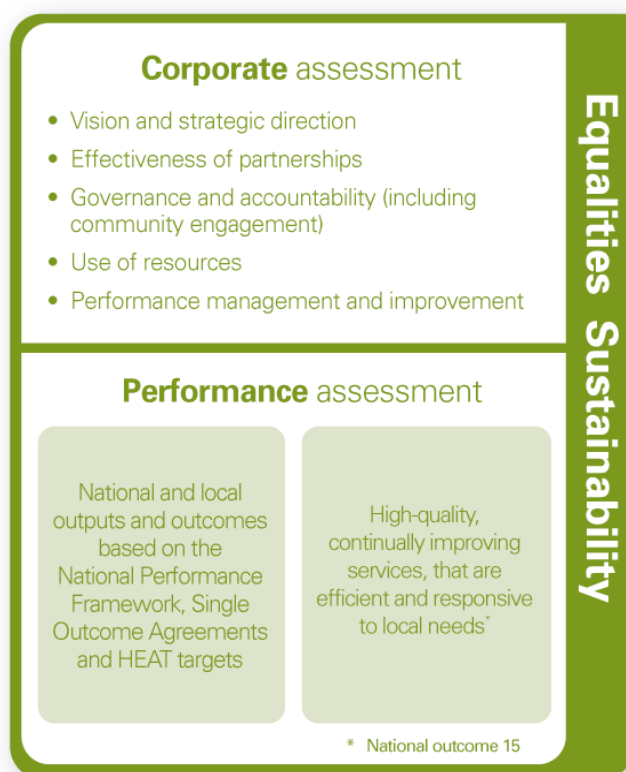 Corporate assessment
• Vision and strategic direction
• Effectiveness of partnerships
• Governance and accountability (including
community engagement)
• Use of resources
• Performance management and improvement
Performance assessment
National and local
outputs and outcomes
based on the
National Performance
Framework, Single
Outcome Agreements
and HEAT targets
High-quality,
continually improving
services, that are
efficient and responsive
to local needs*
* National outcome 15
Equalities Sustainability